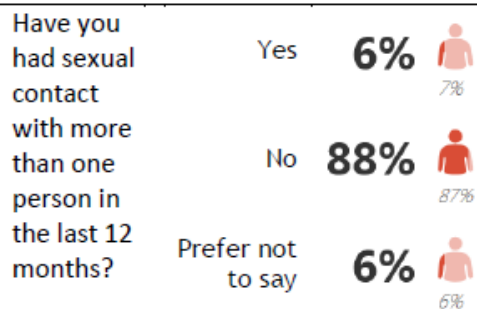 Have you
had sexual
contact
with more
than one
person in
the last 12
months?
Yes 6%
7%
No 88%
87%
Prefer not
to say 6%
6%